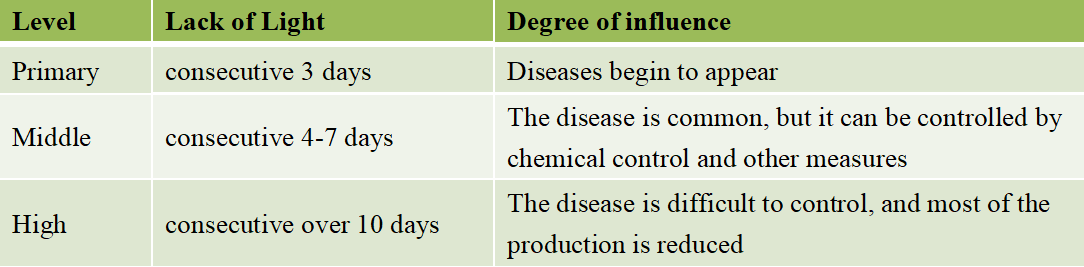 Level Lack of Light Degree of influence
Primary consecutive 3 days Diseases begin to appear
Middle consecutive 4-7 days The disease is common, but it can be controlled by
chemical control and other measures
High consecutive over 10 days The disease is difficult to control, and most of the
production is reduced